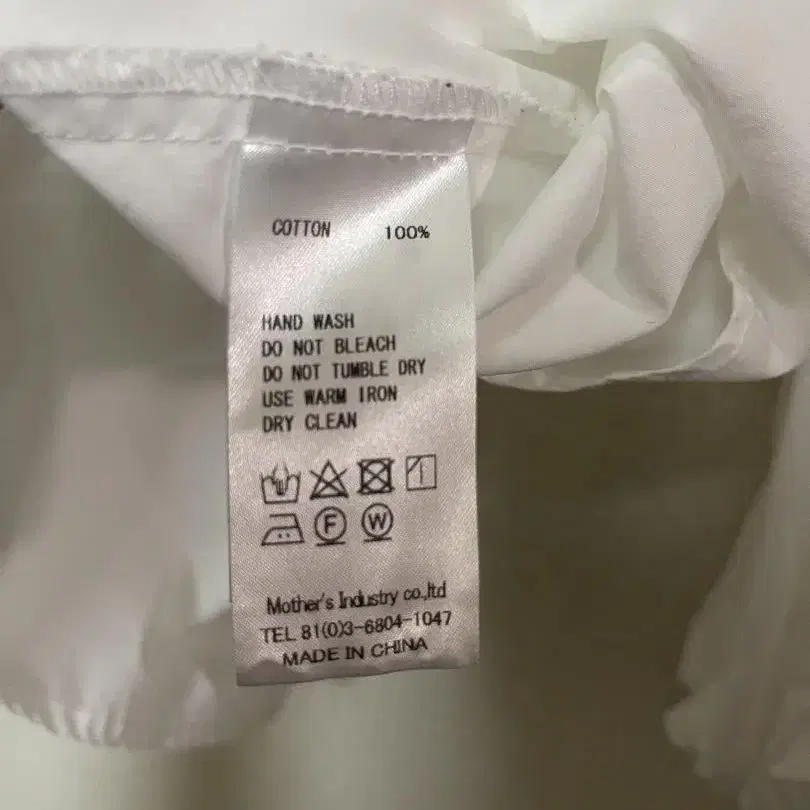 COTTON 100%
HAND WASH
DO NOT BLEACH
DO NOT TUMBLE DRY
USE WARM IRON
DRY CLEAN
F W
Mother's Industry co.,ltd
TEL 81(0)3-6804-1047
MADE IN CHINA